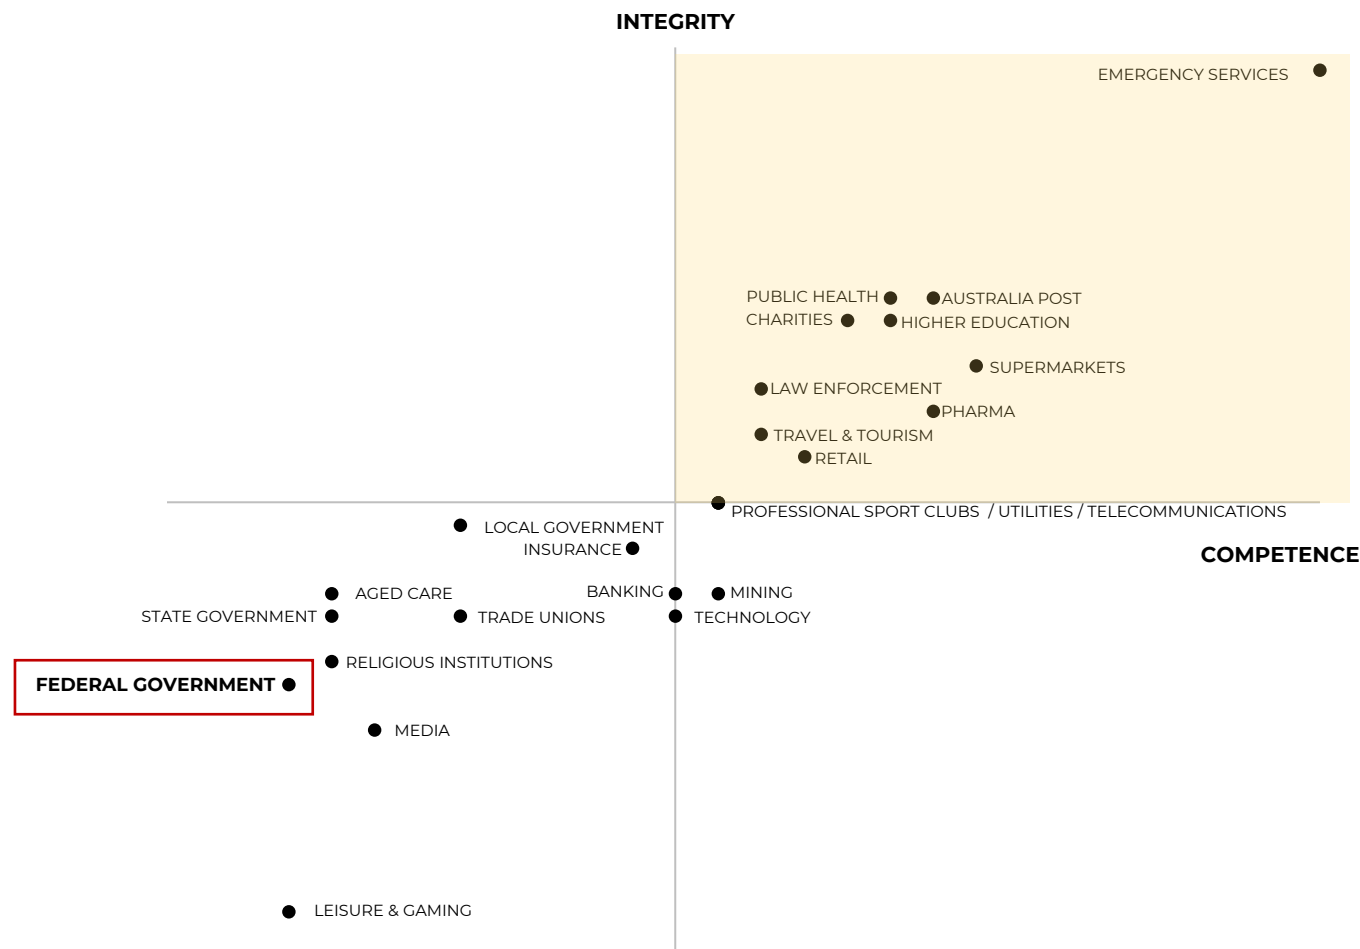 INTEGRITY
EMERGENCY SERVICES
PUBLIC HEALTH
AUSTRALIA POST
CHARITIES
HIGHER EDUCATION
SUPERMARKETS
LAW ENFORCEMENT
PHARMA
TRAVEL & TOURISM
RETAIL
PROFESSIONAL SPORT CLUBS / UTILITIES / TELECOMMUNICATIONS
LOCAL GOVERNMENT
INSURANCE
COMPETENCE
AGED CARE
BANKING
MINING
STATE GOVERNMENT
TRADE UNIONS
TECHNOLOGY
RELIGIOUS INSTITUTIONS
FEDERAL GOVERNMENT
MEDIA
LEISURE & GAMING